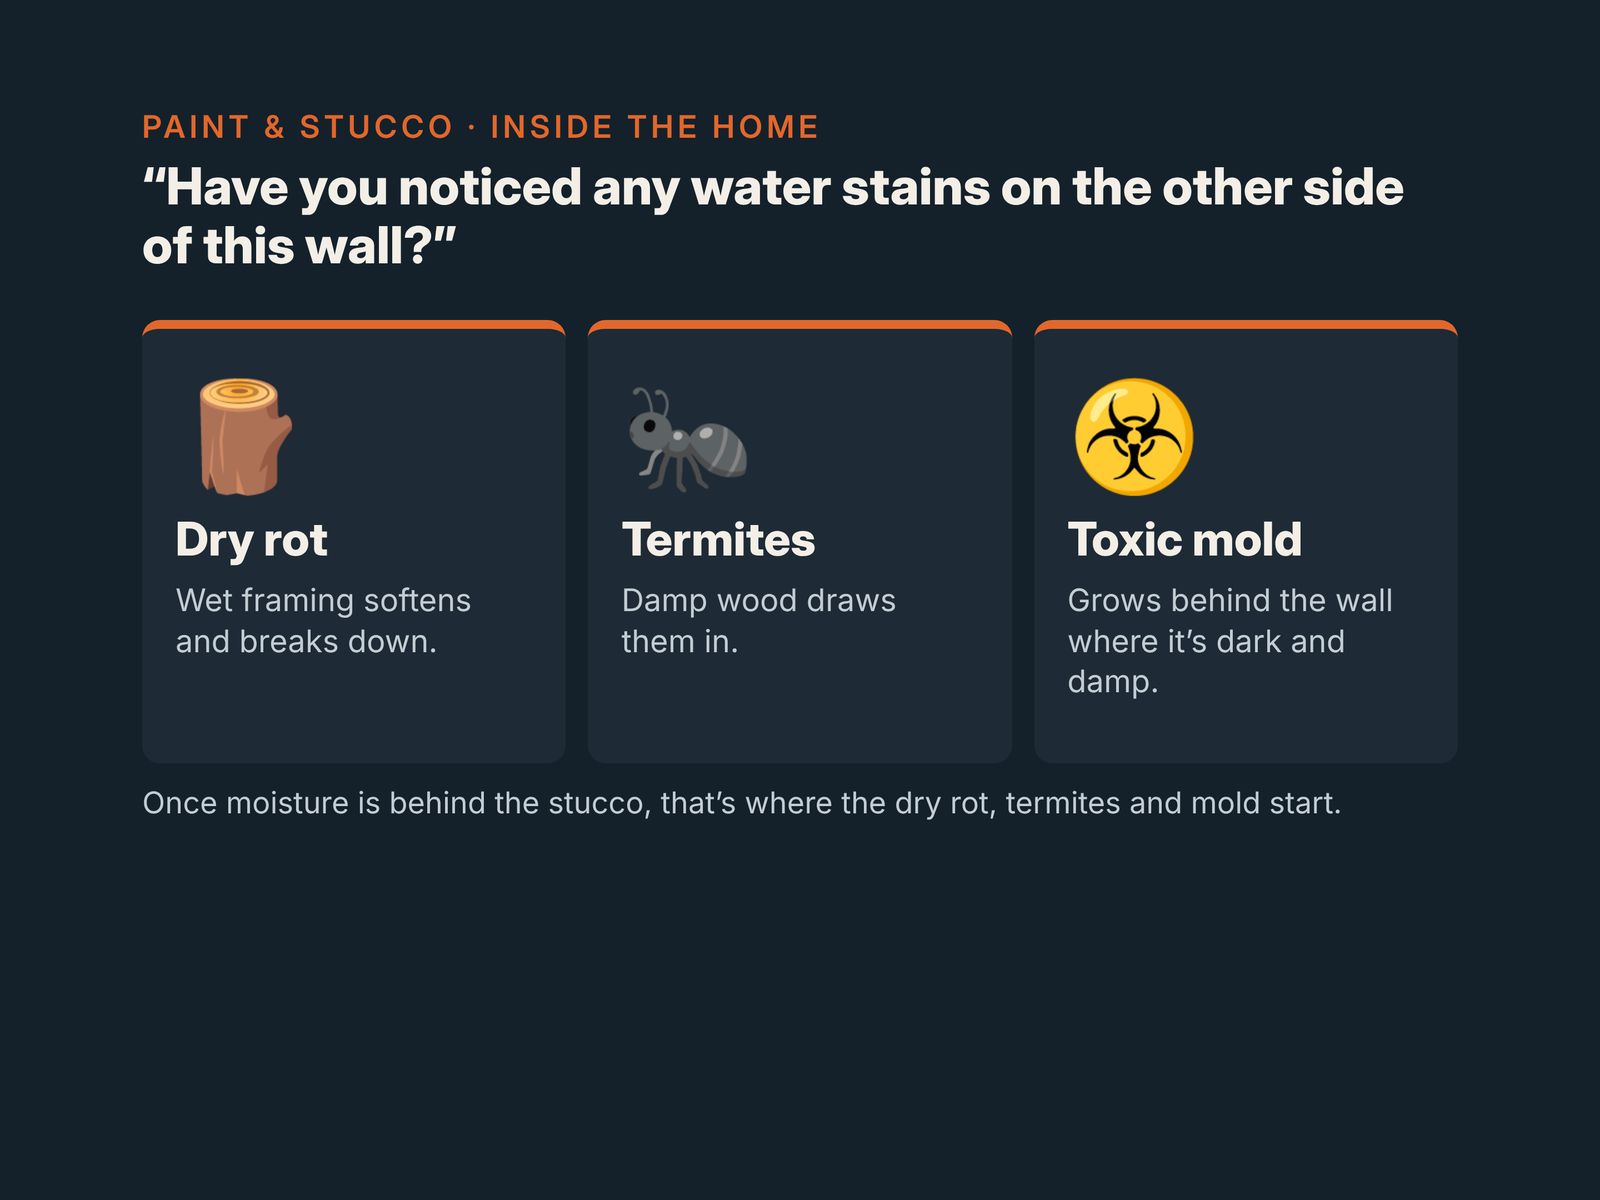 PAINT & STUCCO · INSIDE THE HOME
“Have you noticed any water stains on the other side
of this wall?”
Dry rot
Wet framing softens
and breaks down.
Termites
Damp wood draws
them in.
Toxic mold
Grows behind the wall
where it’s dark and
damp.
Once moisture is behind the stucco, that’s where the dry rot, termites and mold start.